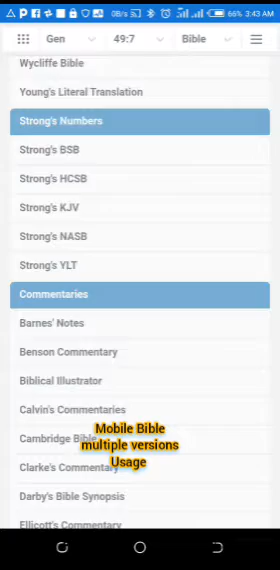 0B/s 66% 3:43 AM
Gen 49:7 Bible
Wycliffe Bible
Young's Literal Translation
Strong's Numbers
Strong's BSB
Strong's HCSB
Strong's KJV
Strong's NASB
Strong's YLT
Commentaries
Barnes' Notes
Benson Commentary
Biblical Illustrator
Calvin's Commentaries
Cambridge Bible
Clarke's Commentary
Darby's Bible Synopsis
Ellicott's Commentary
Mobile Bible
multiple versions
Usage